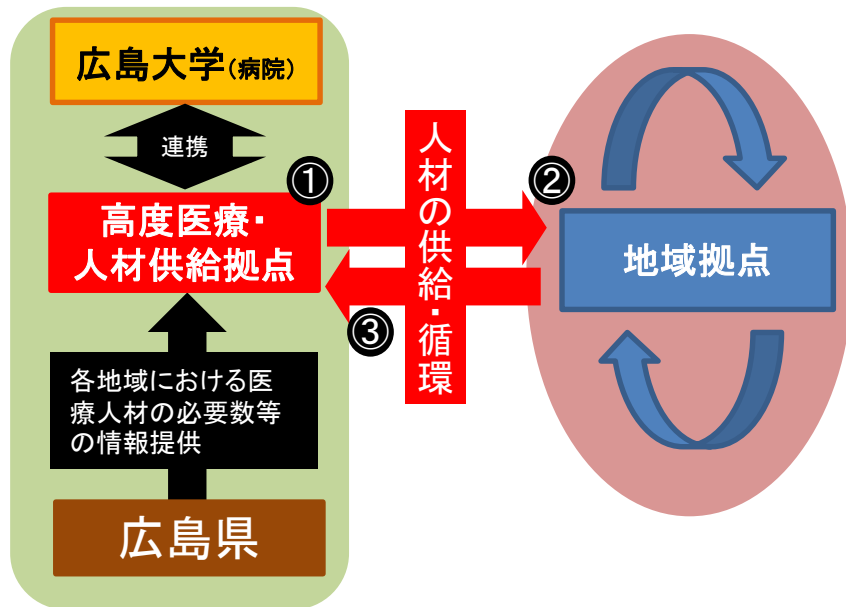 広島大学(病院)
連携
①
高度医療・
人材供給拠点
人材の供給・循環
②
地域拠点
③
各地域における医
療人材の必要数等
の情報提供
広島県